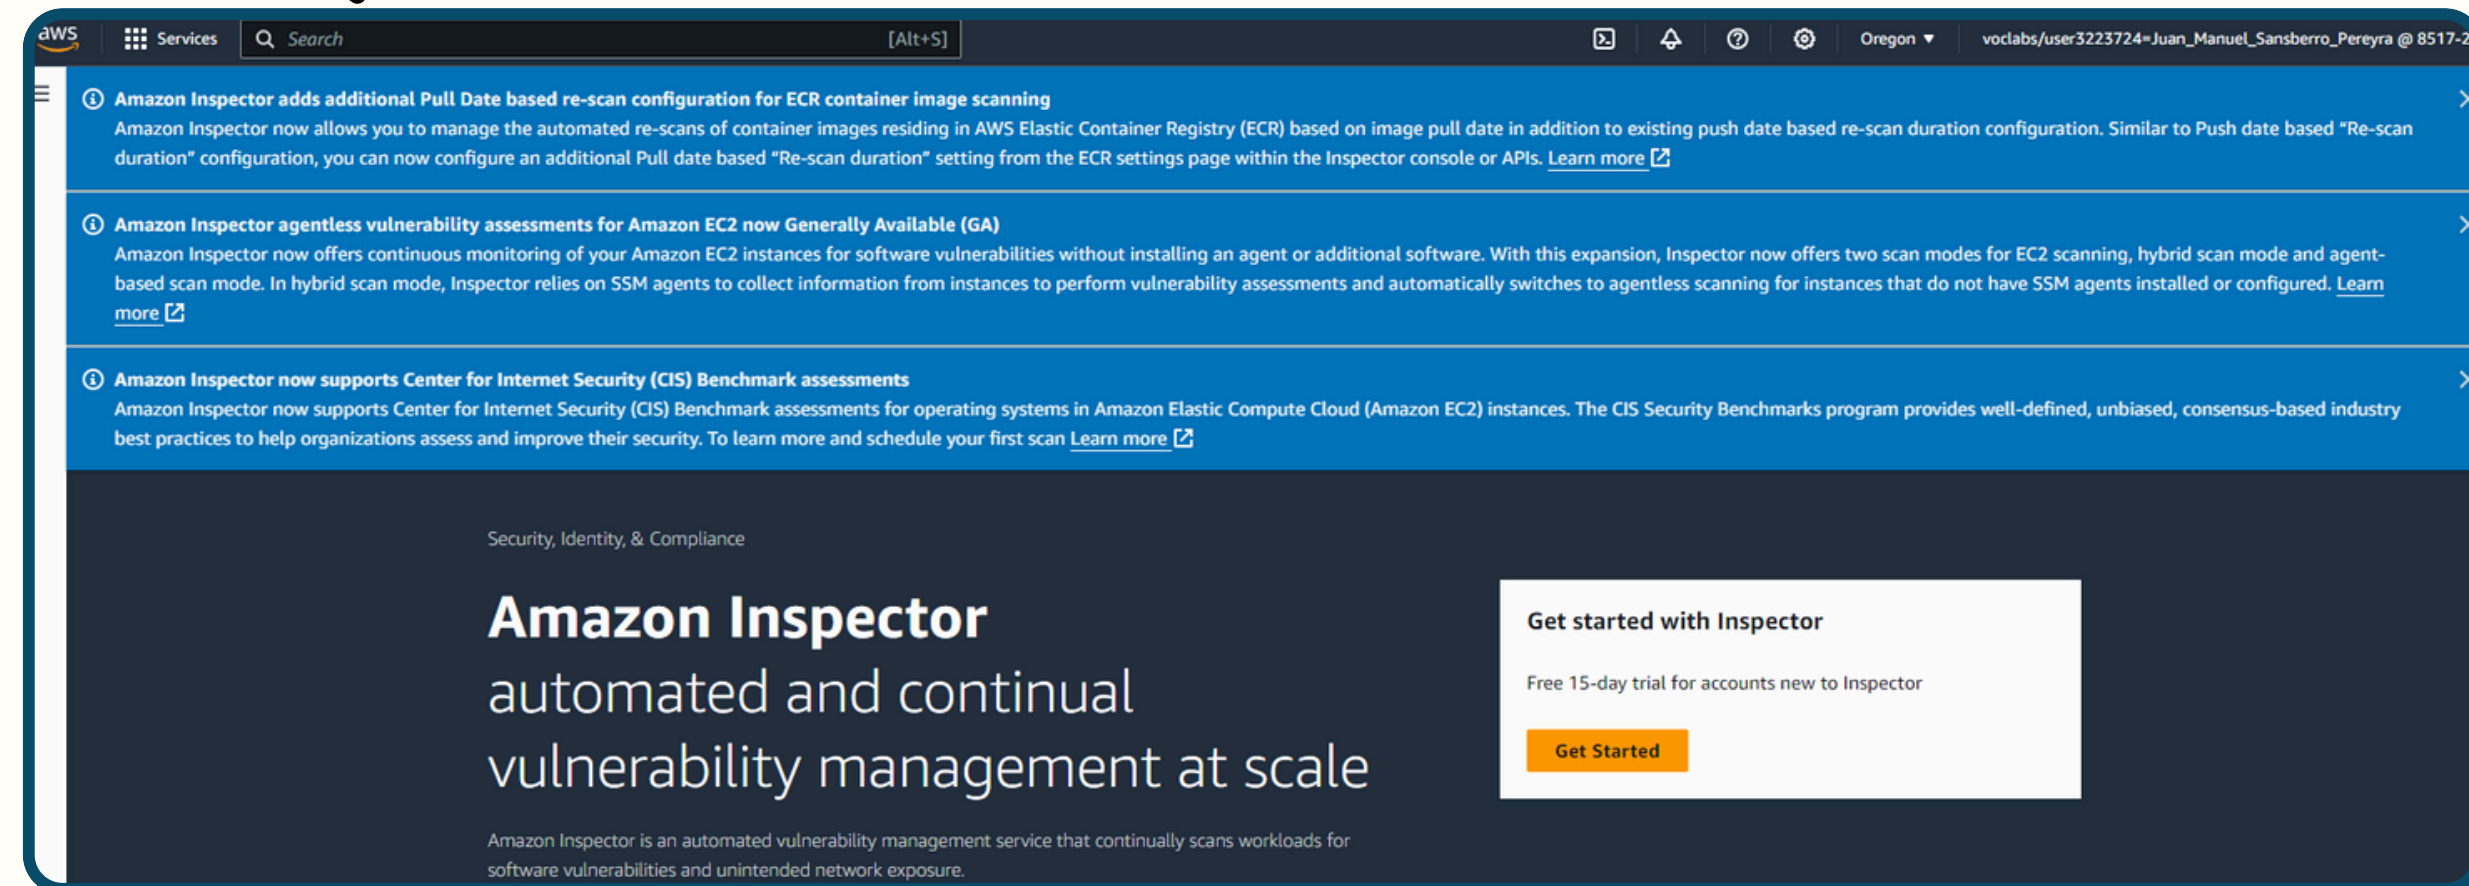 aws Services Search [Alt+S] Oregon ▼ voclabs/user3223724=Juan_Manuel_Sansberro_Pereyra @ 8517-2
Amazon Inspector adds additional Pull Date based re-scan configuration for ECR container image scanning
Amazon Inspector now allows you to manage the automated re-scans of container images residing in AWS Elastic Container Registry (ECR) based on image pull date in addition to existing push date based re-scan duration configuration. Similar to Push date based “Re-scan
duration” configuration, you can now configure an additional Pull date based “Re-scan duration” setting from the ECR settings page within the Inspector console or APIs. Learn more
Amazon Inspector agentless vulnerability assessments for Amazon EC2 now Generally Available (GA)
Amazon Inspector now offers continuous monitoring of your Amazon EC2 instances for software vulnerabilities without installing an agent or additional software. With this expansion, Inspector now offers two scan modes for EC2 scanning, hybrid scan mode and agent-
based scan mode. In hybrid scan mode, Inspector relies on SSM agents to collect information from instances to perform vulnerability assessments and automatically switches to agentless scanning for instances that do not have SSM agents installed or configured. Learn
more
Amazon Inspector now supports Center for Internet Security (CIS) Benchmark assessments
Amazon Inspector now supports Center for Internet Security (CIS) Benchmark assessments for operating systems in Amazon Elastic Compute Cloud (Amazon EC2) instances. The CIS Security Benchmarks program provides well-defined, unbiased, consensus-based industry
best practices to help organizations assess and improve their security. To learn more and schedule your first scan Learn more
Security, Identity, & Compliance
Amazon Inspector
automated and continual
vulnerability management at scale
Amazon Inspector is an automated vulnerability management service that continually scans workloads for
software vulnerabilities and unintended network exposure.
Get started with Inspector
Free 15-day trial for accounts new to Inspector
Get Started